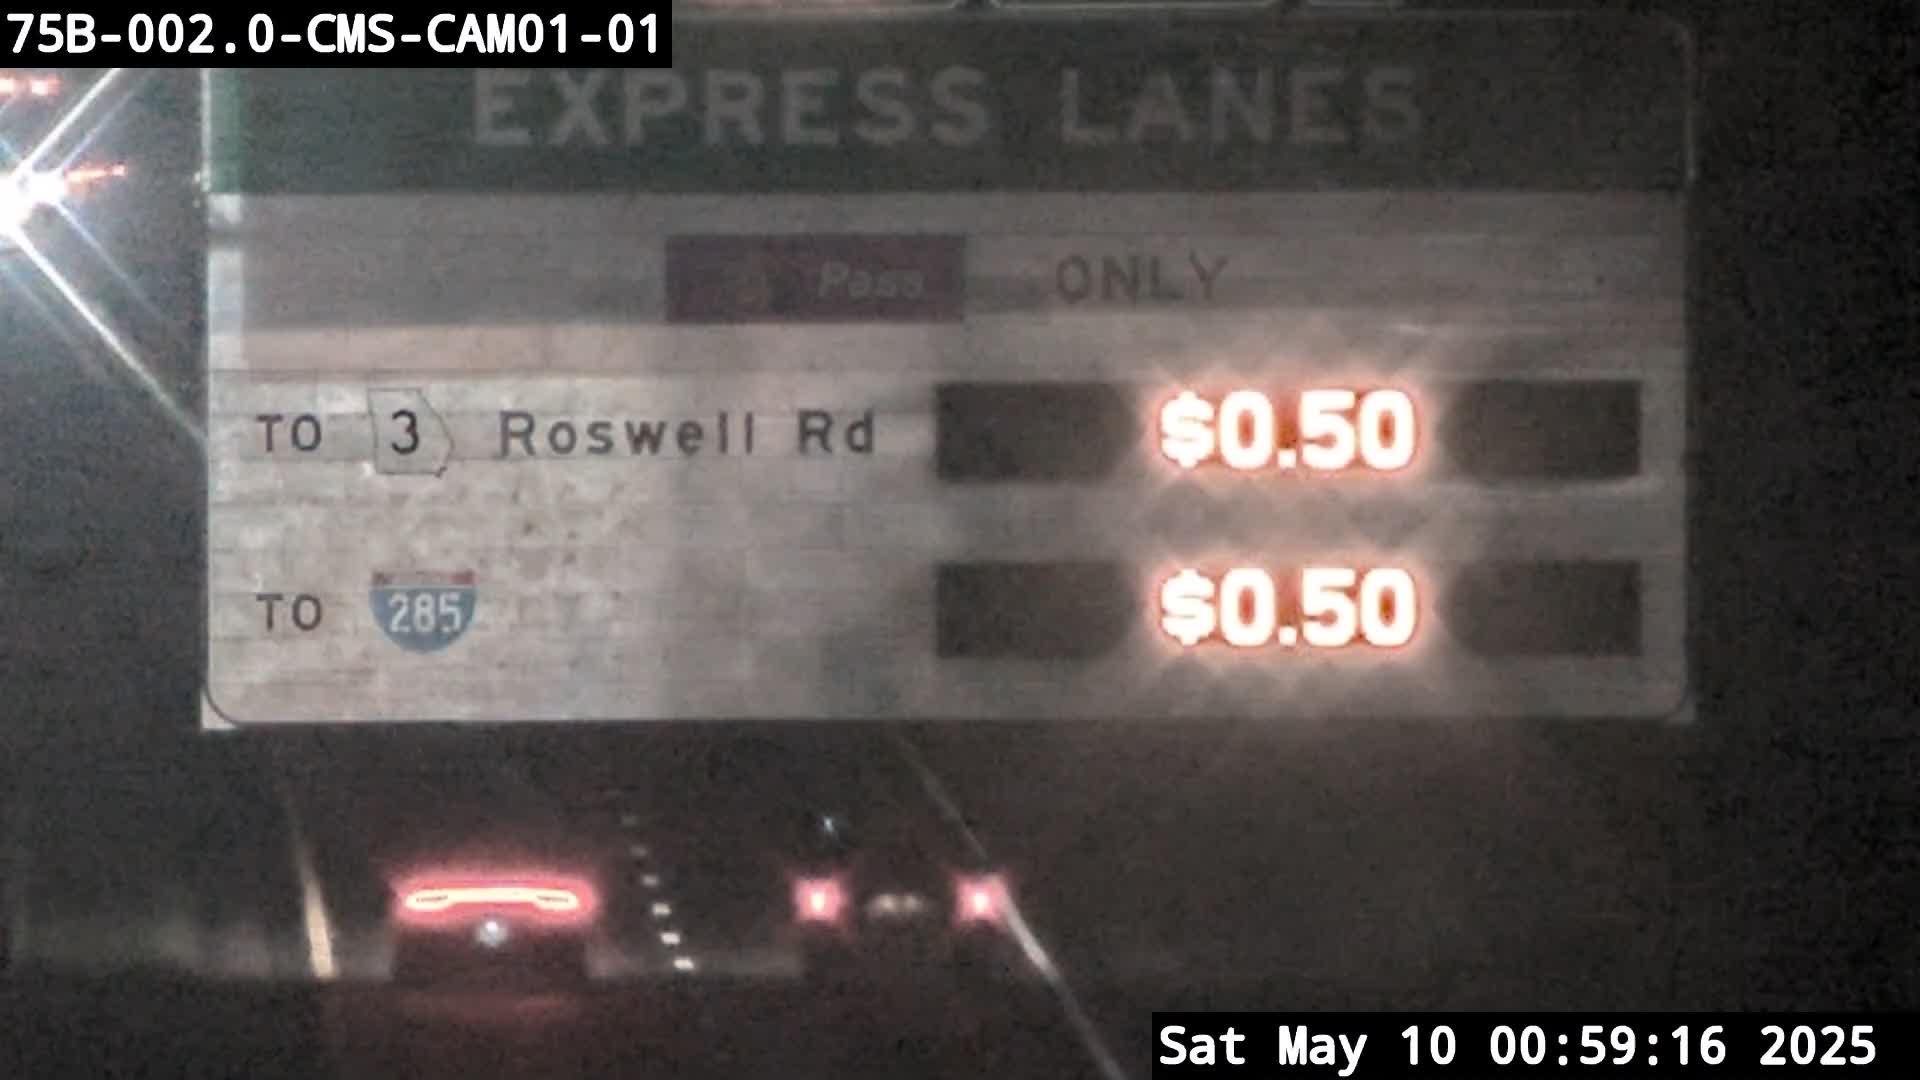 75B-002.0-CMS-CAM01-01
EXPRESS LANES
Pass ONLY
TO 3 Roswell Rd $0.50
TO 285 $0.50
Sat May 10 00:59:16 2025